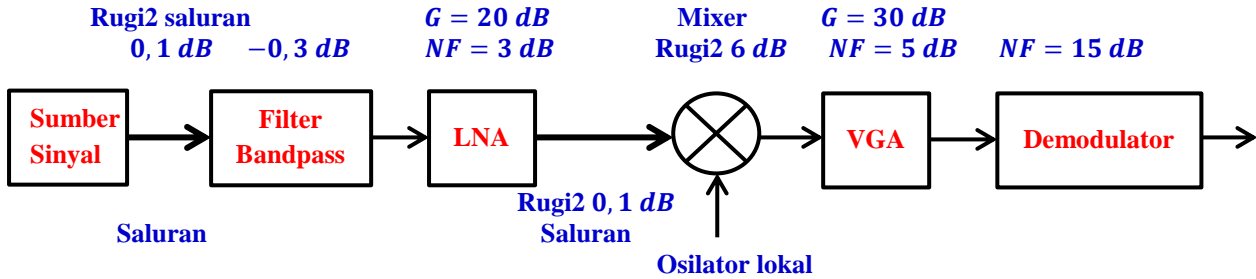 Rugi2 saluran
0,1 dB
−0,3 dB
G = 20 dB
NF = 3 dB
Mixer
Rugi2 6 dB
G = 30 dB
NF = 5 dB
NF = 15 dB
Sumber
Sinyal
Filter
Bandpass
LNA
VGA
Demodulator
Saluran
Rugi2 0,1 dB
Saluran
Osilator lokal